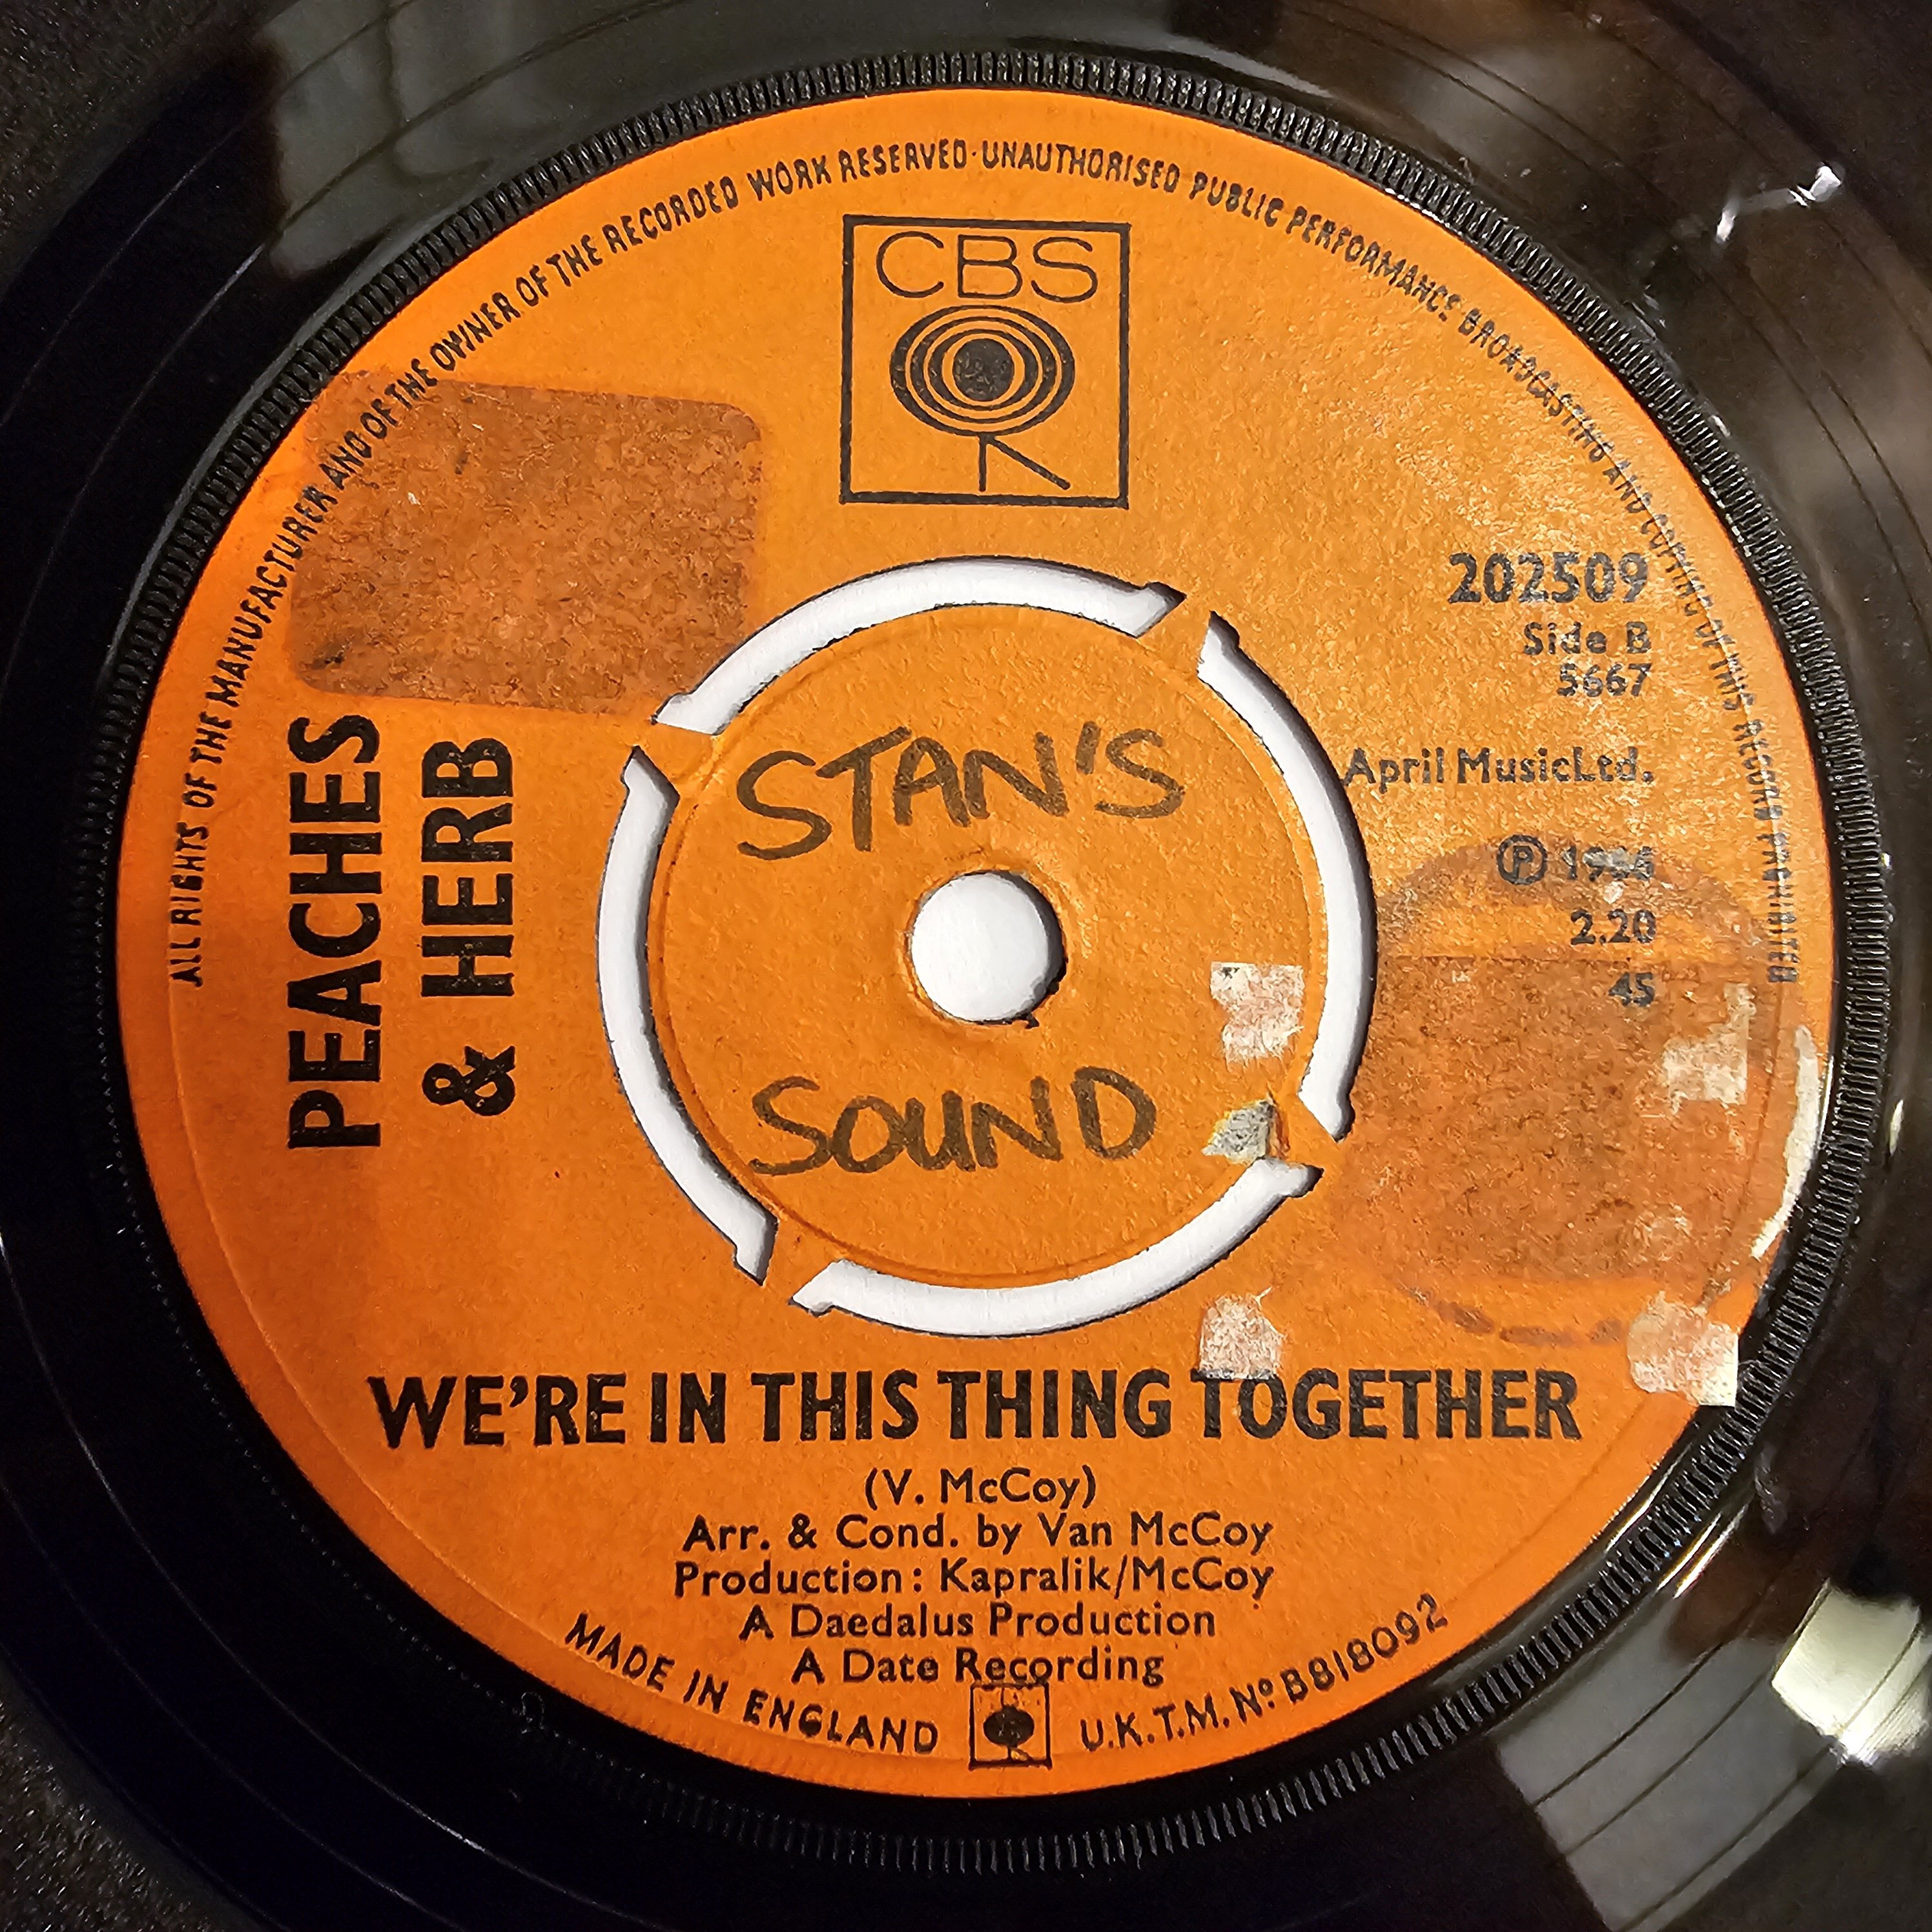 ALL RIGHTS OF THE MANUFACTURER AND OF THE OWNER OF THE RECORDED WORK RESERVED·UNAUTHORISED PUBLIC PERFORMANCE BROADCASTING AND COPYING OF THIS RECORD PROHIBITED
CBS
202509
Side B
5667
April Music Ltd.
Ⓟ 1966
2.20
45
PEACHES
& HERB
STAN'S
SOUND
WE'RE IN THIS THING TOGETHER
(V. McCoy)
Arr. & Cond. by Van McCoy
Production: Kapralik/McCoy
A Daedalus Production
A Date Recording
MADE IN ENGLAND
U.K.T.M. Nº B818092